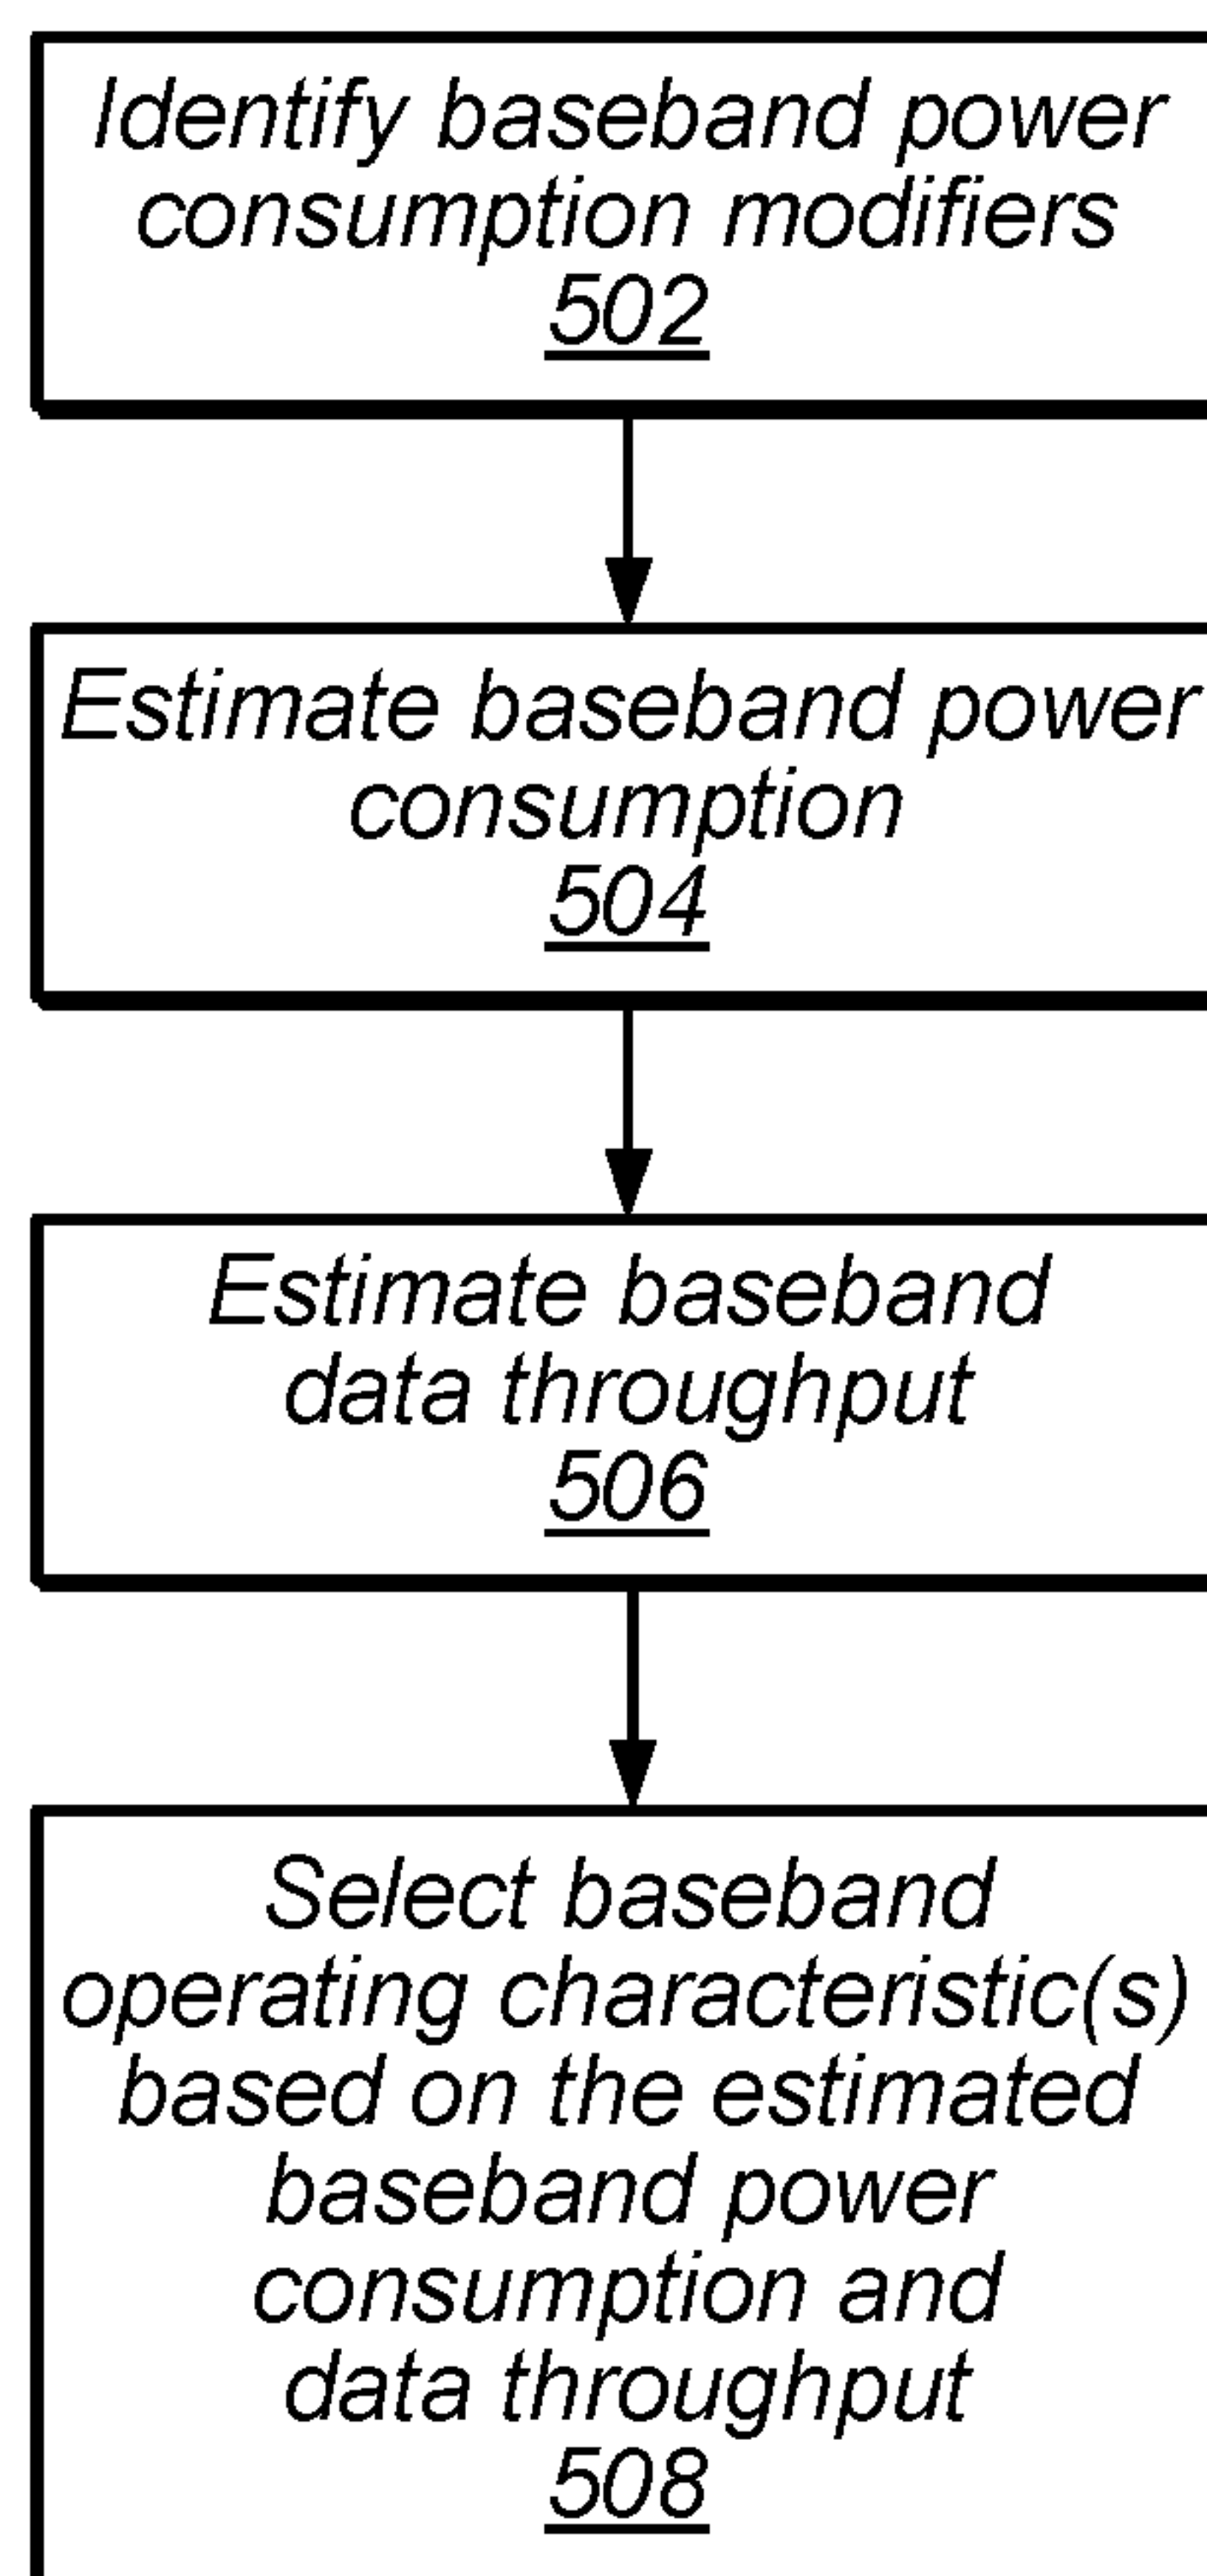 Identify baseband power
consumption modifiers
502
Estimate baseband power
consumption
504
Estimate baseband
data throughput
506
Select baseband
operating characteristic(s)
based on the estimated
baseband power
consumption and
data throughput
508